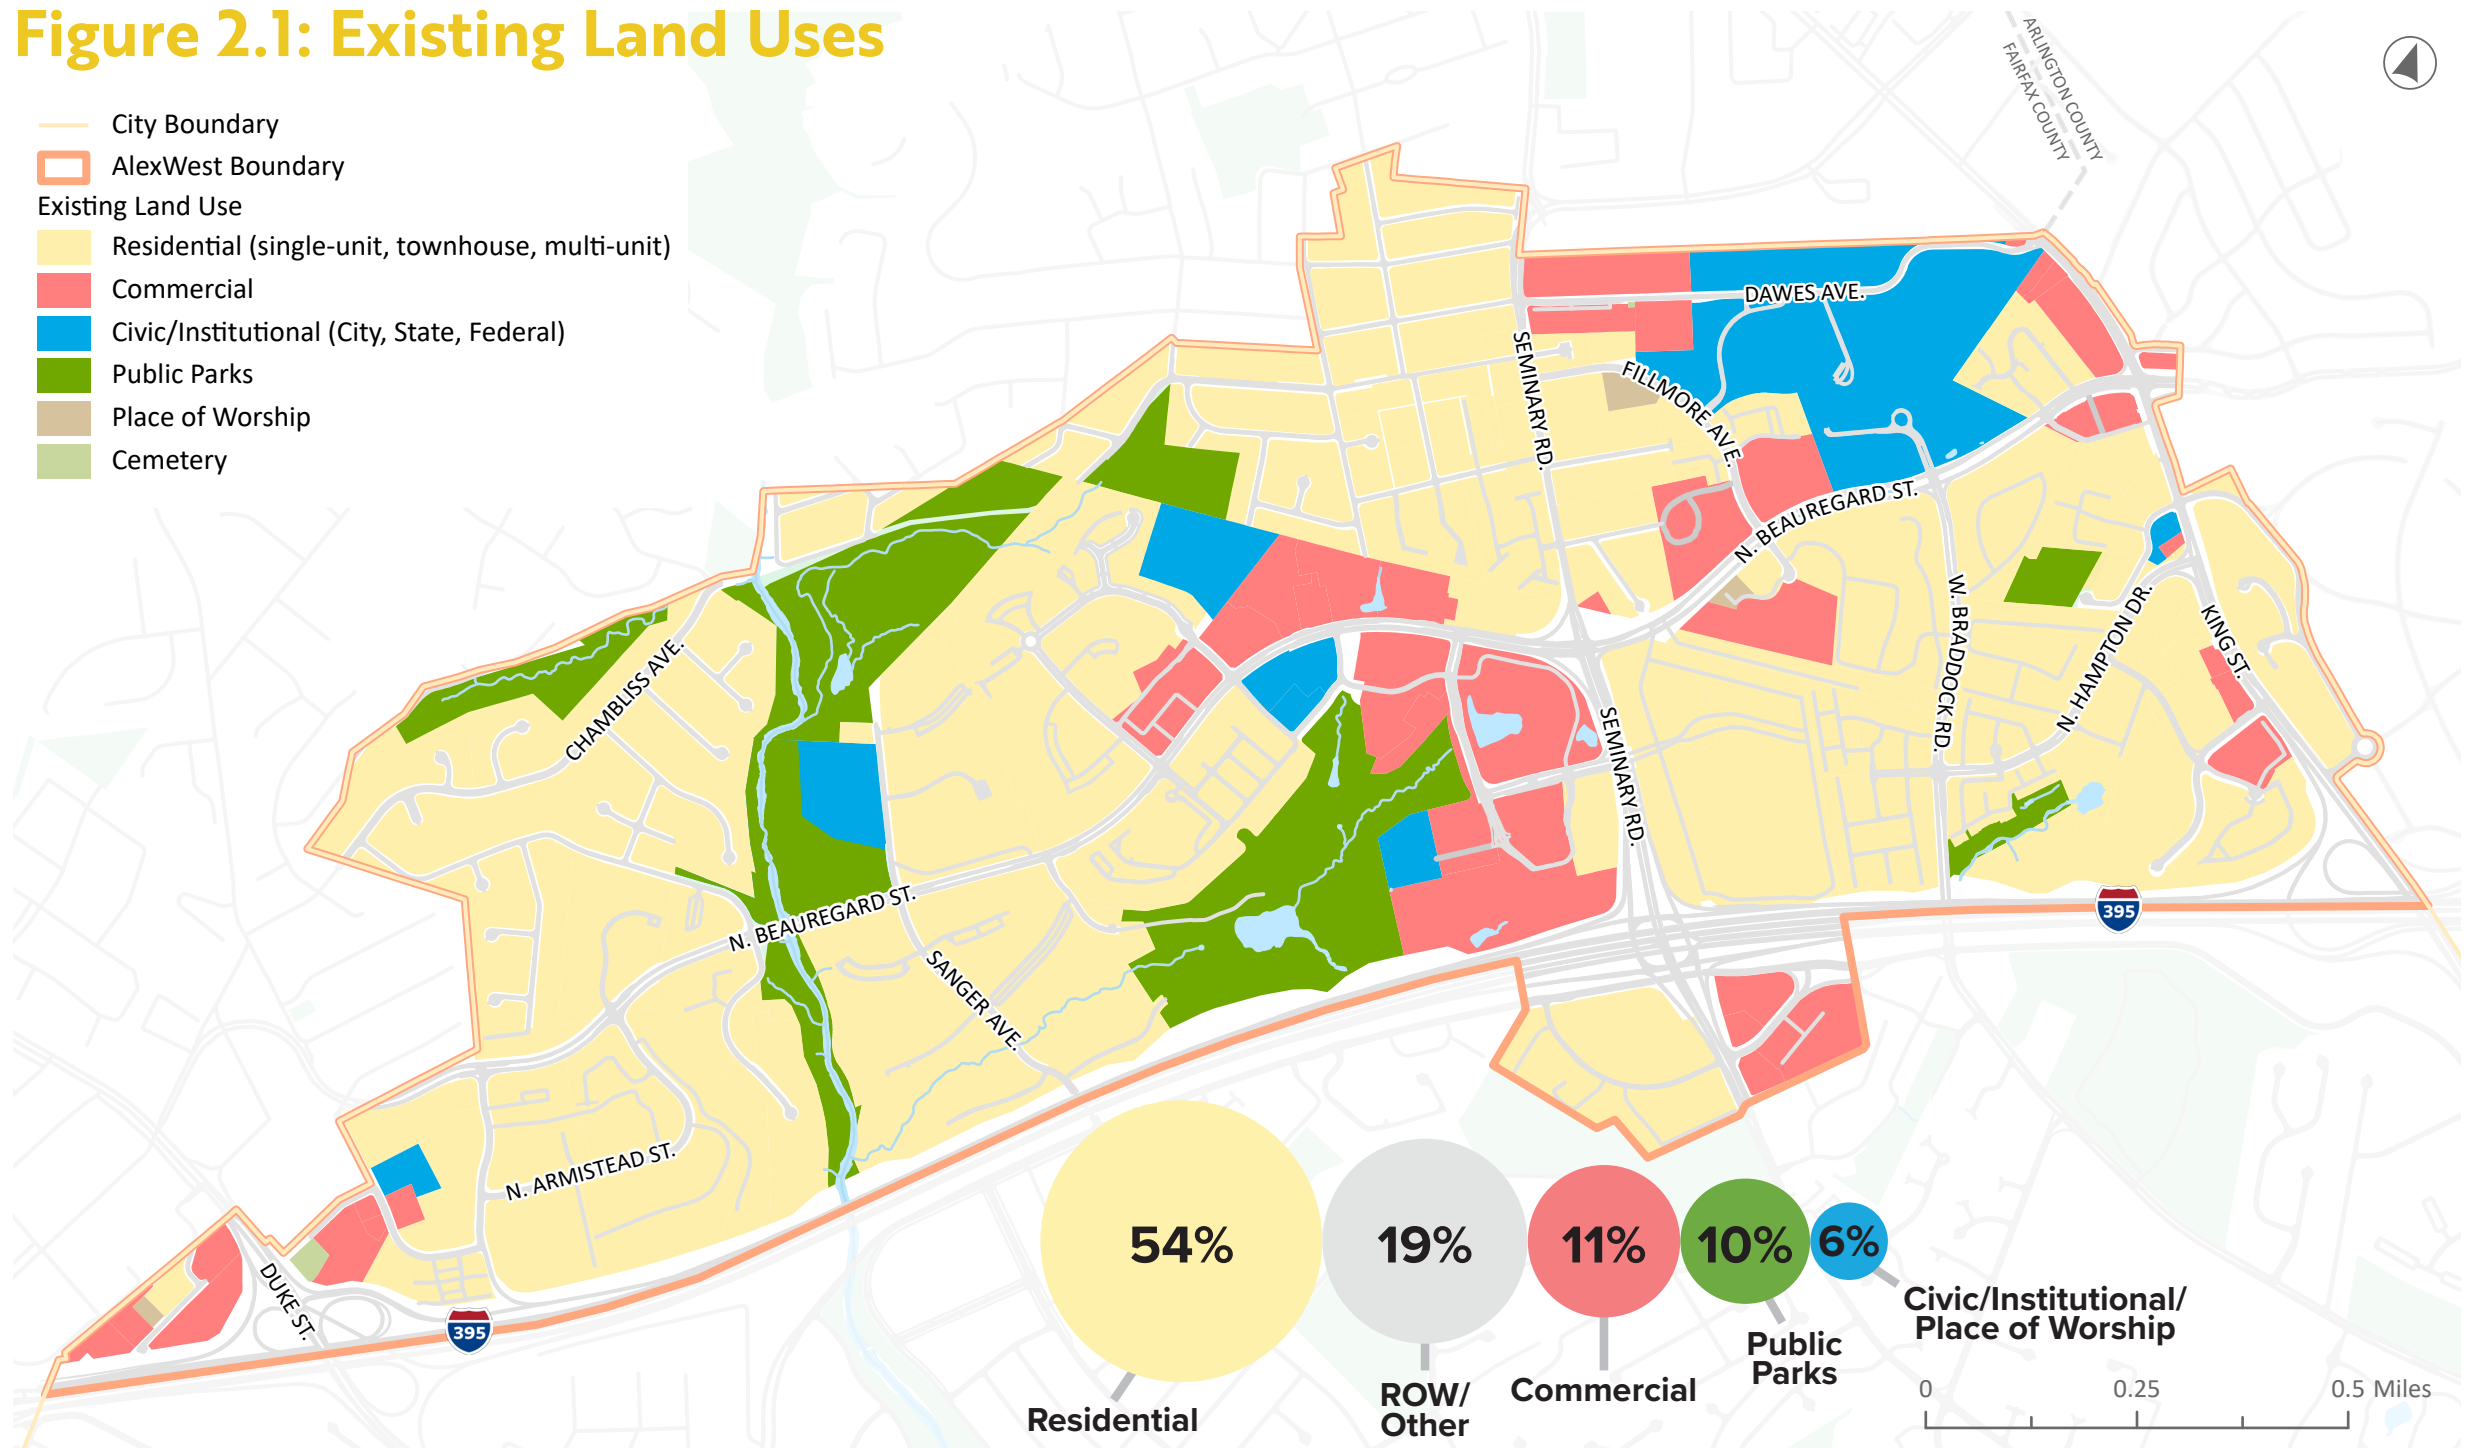 Figure 2.1: Existing Land Uses
City Boundary
AlexWest Boundary
Existing Land Use
Residential (single-unit, townhouse, multi-unit)
Commercial
Civic/Institutional (City, State, Federal)
Public Parks
Place of Worship
Cemetery
ARLINGTON COUNTY
FAIRFAX COUNTY
DAWES AVE.
SEMINARY RD.
FILLMORE AVE.
N. BEAUREGARD ST.
W. BRADDOCK RD.
N. HAMPTON DR.
KING ST.
CHAMBLISS AVE.
SEMINARY RD.
N. BEAUREGARD ST.
SANGER AVE.
395
N. ARMISTEAD ST.
DUKE ST.
395
54%
19%
11%
10%
6%
Residential
ROW/
Other
Commercial
Public
Parks
Civic/Institutional/
Place of Worship
0 0.25 0.5 Miles